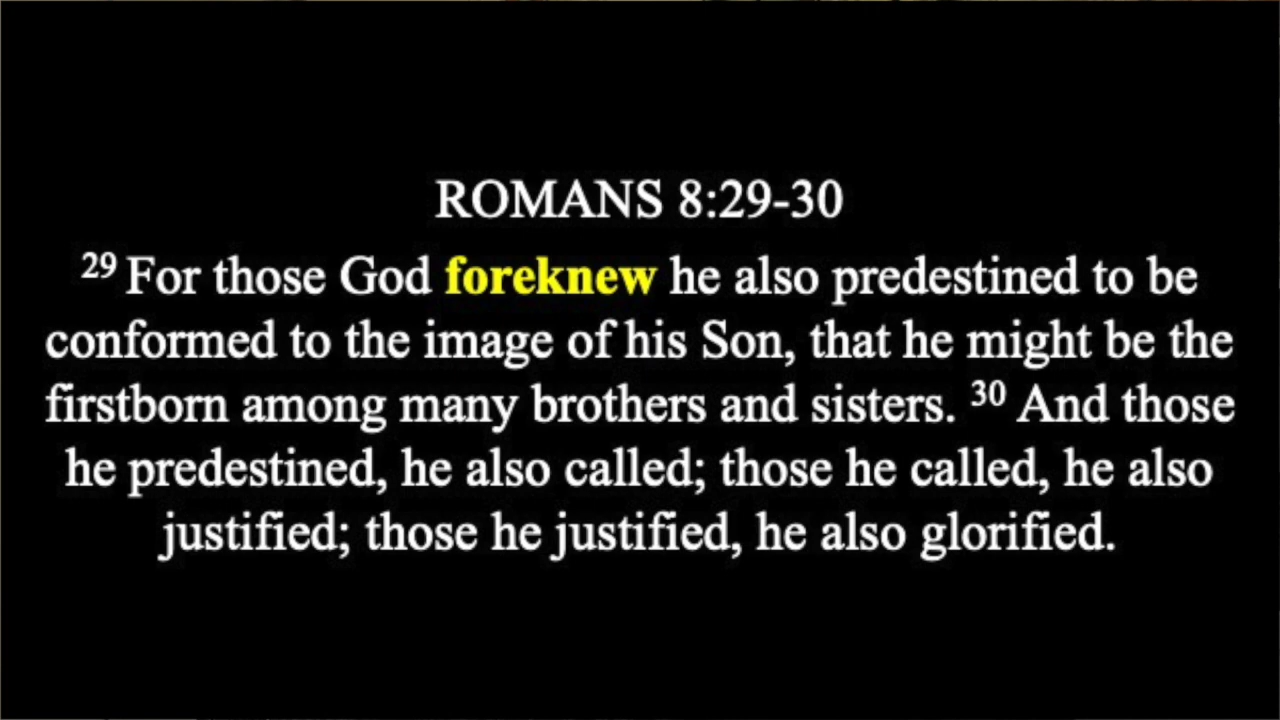 ROMANS 8:29-30
29 For those God foreknew he also predestined to be
conformed to the image of his Son, that he might be the
firstborn among many brothers and sisters. 30 And those
he predestined, he also called; those he called, he also
justified; those he justified, he also glorified.